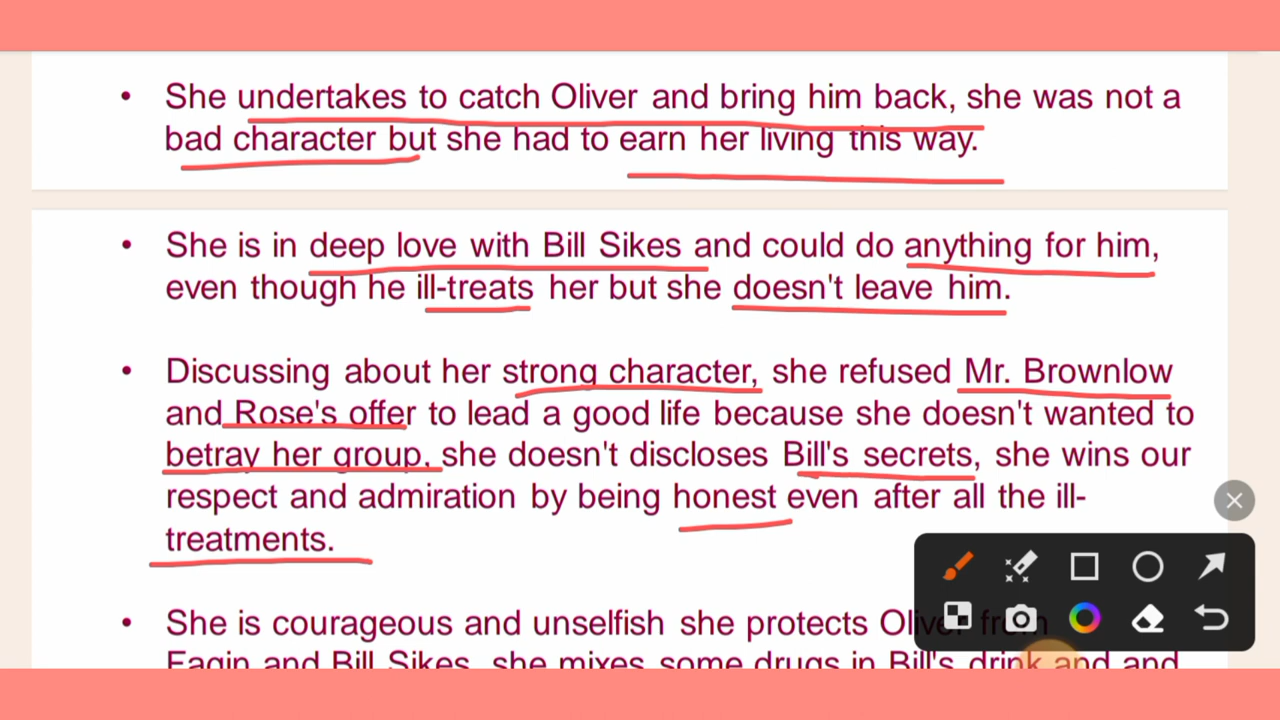 • She undertakes to catch Oliver and bring him back, she was not a
bad character but she had to earn her living this way.
• She is in deep love with Bill Sikes and could do anything for him,
even though he ill-treats her but she doesn't leave him.
• Discussing about her strong character, she refused Mr. Brownlow
and Rose's offer to lead a good life because she doesn't wanted to
betray her group, she doesn't discloses Bill's secrets, she wins our
respect and admiration by being honest even after all the ill-
treatments.
• She is courageous and unselfish she protects Oliver from
Fagin and Bill Sikes, she mixes some drugs in Bill's drink and and